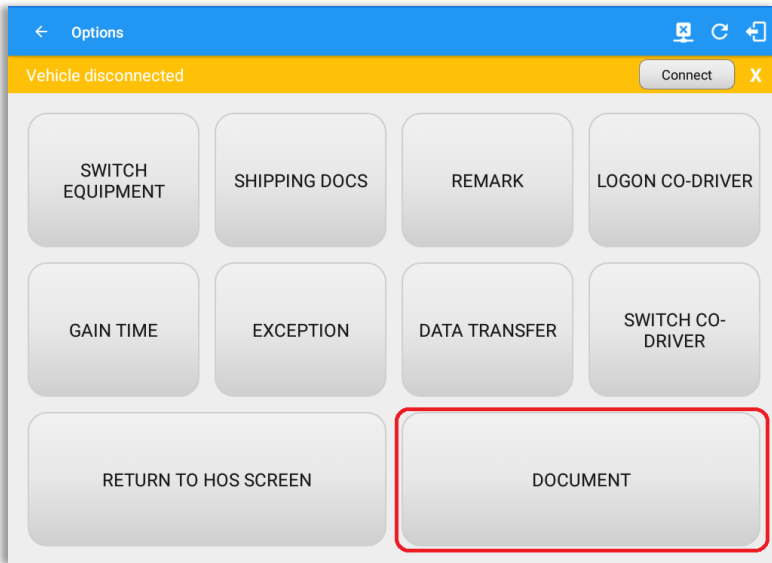 Options
Vehicle disconnected
Connect
X
SWITCH
EQUIPMENT
SHIPPING DOCS
REMARK
LOGON CO-DRIVER
GAIN TIME
EXCEPTION
DATA TRANSFER
SWITCH CO-
DRIVER
RETURN TO HOS SCREEN
DOCUMENT